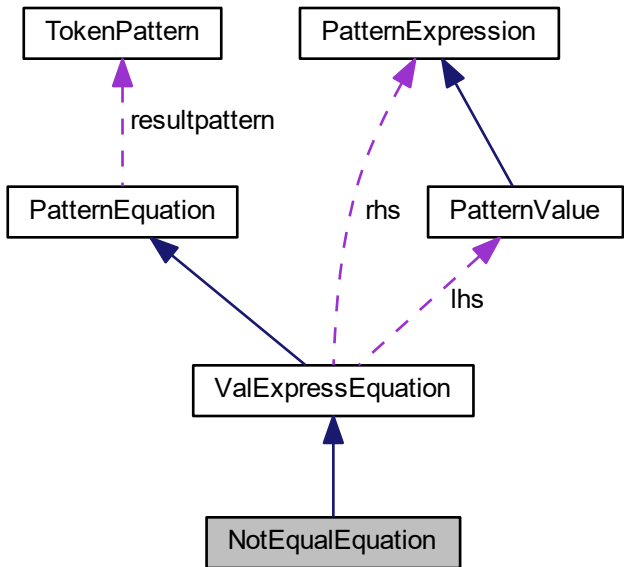 TokenPattern
PatternExpression
resultpattern
PatternEquation
rhs
PatternValue
lhs
ValExpressEquation
NotEqualEquation